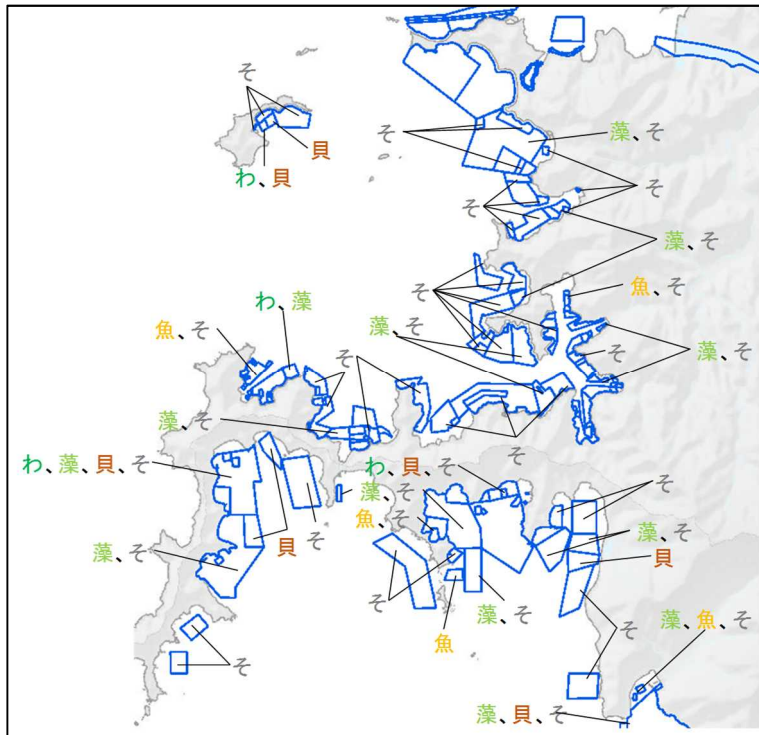 そ
藻、そ
そ
貝
わ、貝
そ
そ
藻、そ
魚、そ
そ
わ、藻
藻、そ
魚、そ
そ
そ
藻、そ
藻、そ
そ
わ、藻、貝、そ
わ、貝、そ
そ
藻、そ
魚、そ
藻、そ
そ
貝
藻、そ
貝
そ
藻、そ
そ
藻、魚、そ
魚
そ
藻、貝、そ